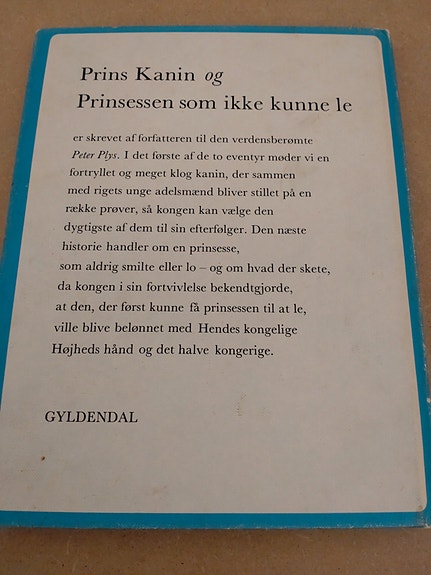 Prins Kanin og
Prinsessen som ikke kunne le
er skrevet af forfatteren til den verdensberømte
Peter Plys. I det første af de to eventyr møder vi en
fortryllet og meget klog kanin, der sammen
med rigets unge adelsmænd bliver stillet på en
række prøver, så kongen kan vælge den
dygtigste af dem til sin efterfølger. Den næste
historie handler om en prinsesse,
som aldrig smilte eller lo – og om hvad der skete,
da kongen i sin fortvivlelse bekendtgjorde,
at den, der først kunne få prinsessen til at le,
ville blive belønnet med Hendes kongelige
Højheds hånd og det halve kongerige.
GYLDENDAL